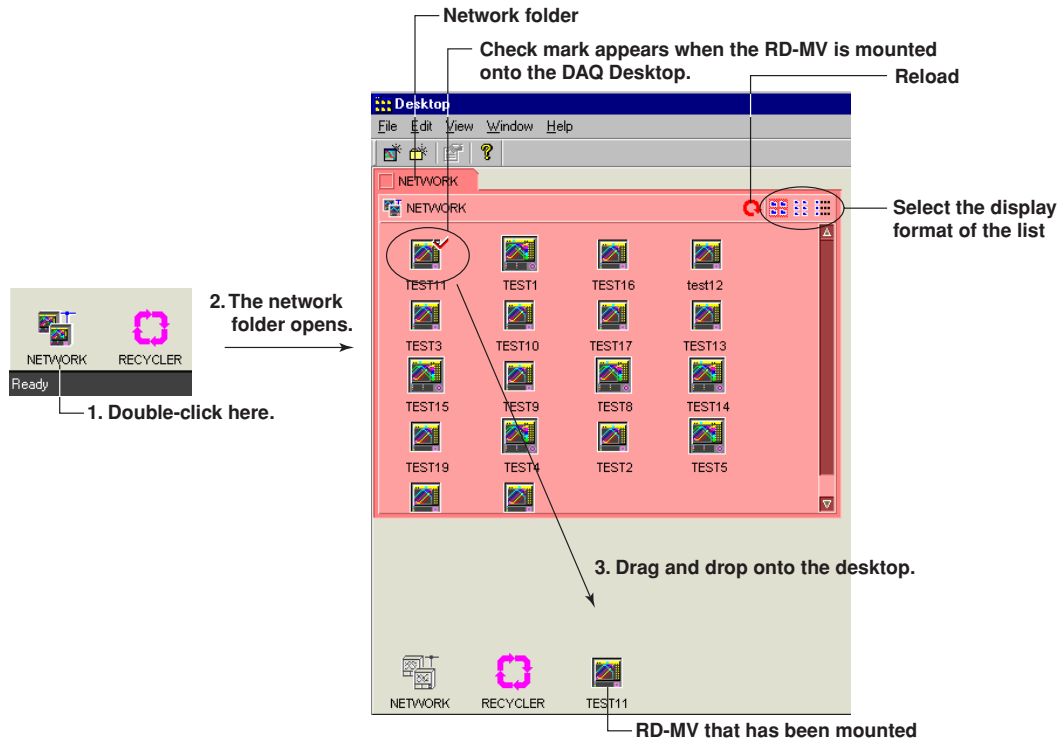 Network folder
Check mark appears when the RD-MV is mounted
onto the DAQ Desktop.
Reload
Desktop
File Edit View Window Help
NETWORK
NETWORK
Select the display
format of the list
TEST11 TEST1 TEST16 test12
TEST3 TEST10 TEST17 TEST13
TEST15 TEST9 TEST8 TEST14
TEST19 TEST4 TEST2 TEST5
2. The network
folder opens.
NETWORK RECYCLER
Ready
1. Double-click here.
3. Drag and drop onto the desktop.
NETWORK RECYCLER TEST11
RD-MV that has been mounted